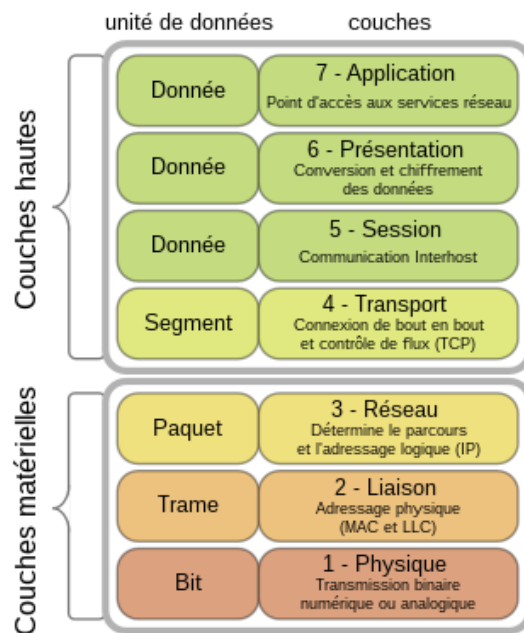 unité de données
couches
Couches hautes
Donnée
7 - Application
Point d'accès aux services réseau
Donnée
6 - Présentation
Conversion et chiffrement
des données
Donnée
5 - Session
Communication Interhost
Segment
4 - Transport
Connexion de bout en bout
et contrôle de flux (TCP)
Couches matérielles
Paquet
3 - Réseau
Détermine le parcours
et l'adressage logique (IP)
Trame
2 - Liaison
Adressage physique
(MAC et LLC)
Bit
1 - Physique
Transmission binaire
numérique ou analogique